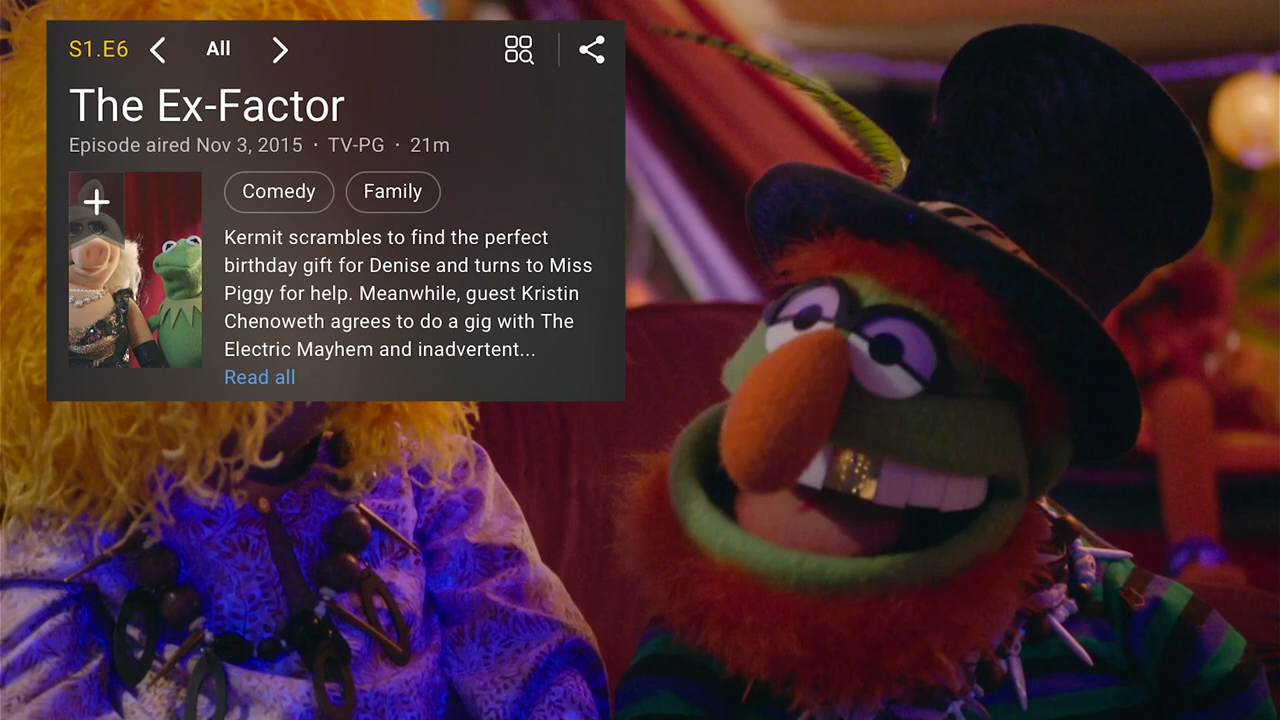 S1.E6 All
The Ex-Factor
Episode aired Nov 3, 2015 · TV-PG · 21m
Comedy Family
Kermit scrambles to find the perfect
birthday gift for Denise and turns to Miss
Piggy for help. Meanwhile, guest Kristin
Chenoweth agrees to do a gig with The
Electric Mayhem and inadvertent...
Read all